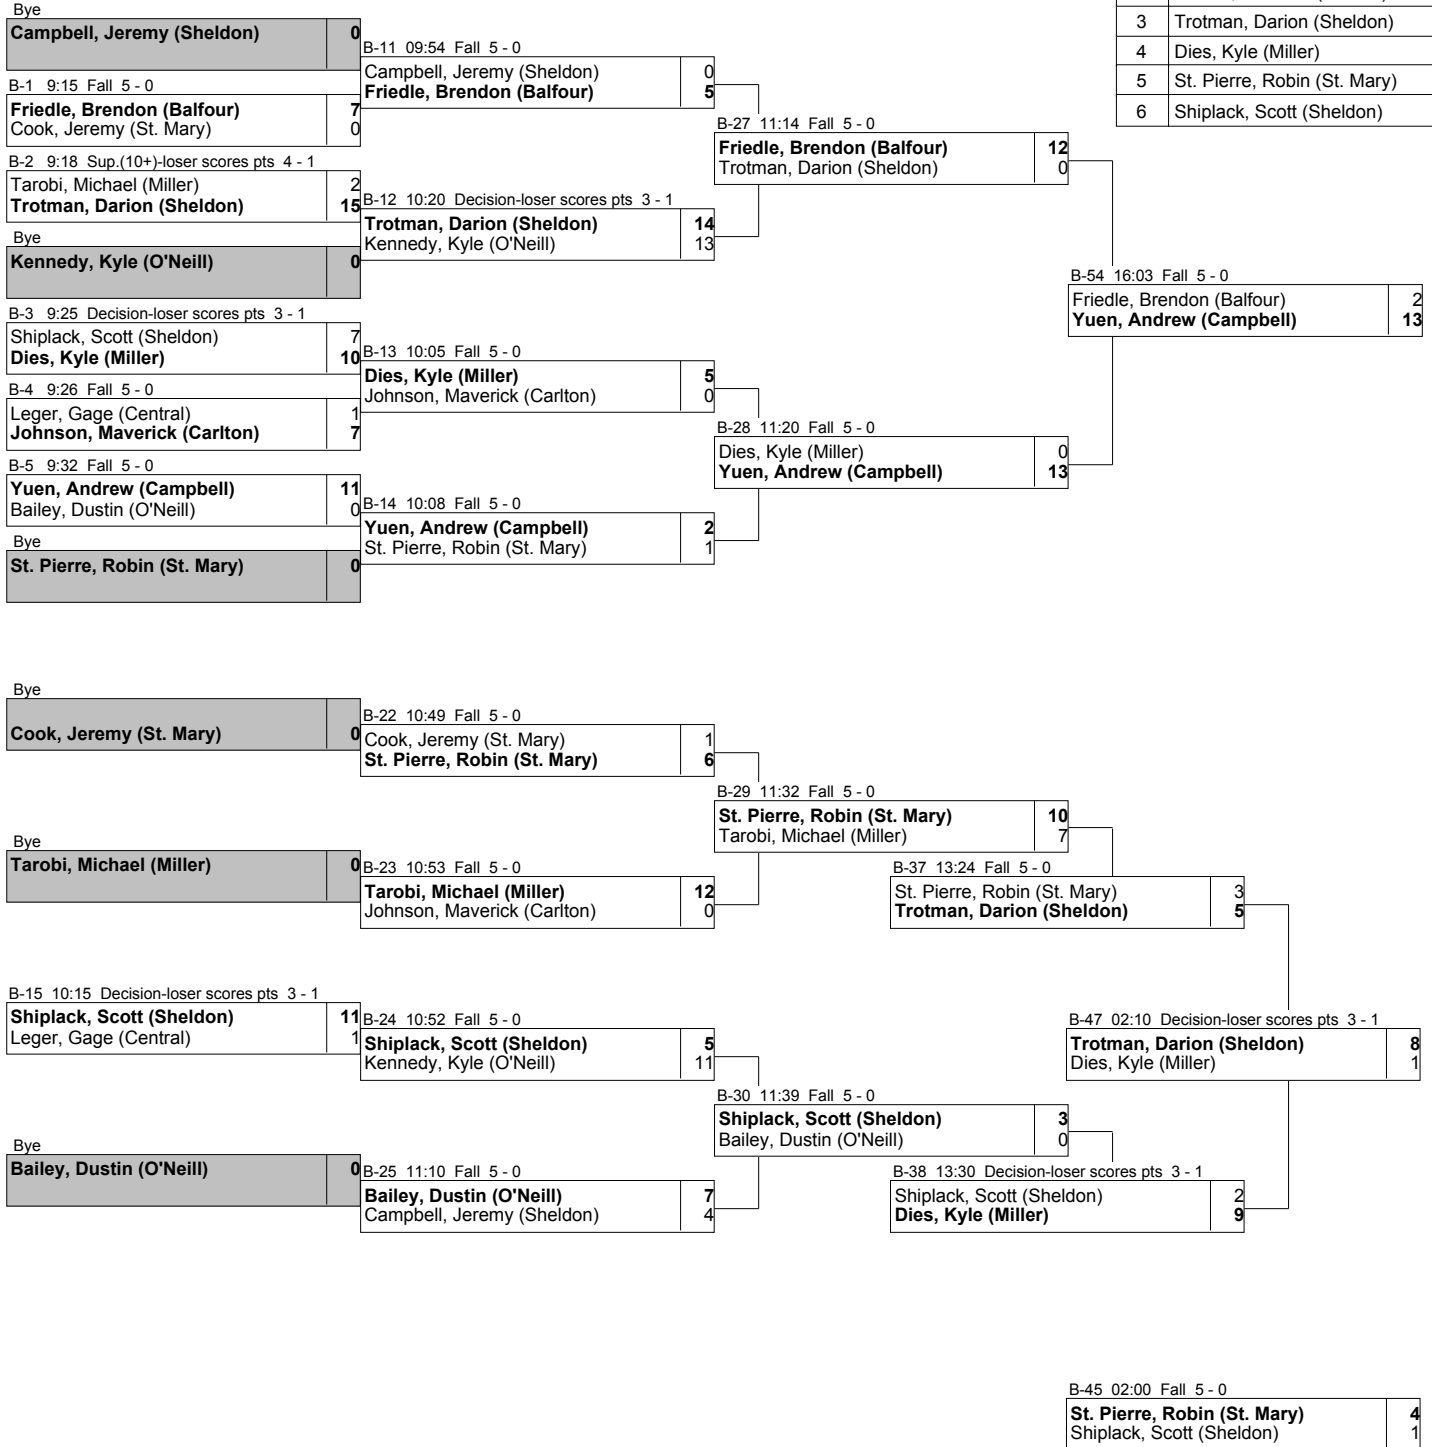 Bye
Campbell, Jeremy (Sheldon) 0
B-1 9:15 Fall 5 - 0
Friedle, Brendon (Balfour) 7
Cook, Jeremy (St. Mary) 0
B-2 9:18 Sup.(10+)-loser scores pts 4 - 1
Tarobi, Michael (Miller) 2
Trotman, Darion (Sheldon) 15
Bye
Kennedy, Kyle (O'Neill) 0
B-3 9:25 Decision-loser scores pts 3 - 1
Shiplack, Scott (Sheldon) 7
Dies, Kyle (Miller) 10
B-4 9:26 Fall 5 - 0
Leger, Gage (Central) 1
Johnson, Maverick (Carlton) 7
B-5 9:32 Fall 5 - 0
Yuen, Andrew (Campbell) 11
Bailey, Dustin (O'Neill) 0
Bye
St. Pierre, Robin (St. Mary) 0
B-11 09:54 Fall 5 - 0
Campbell, Jeremy (Sheldon) 0
Friedle, Brendon (Balfour) 5
B-12 10:20 Decision-loser scores pts 3 - 1
Trotman, Darion (Sheldon) 14
Kennedy, Kyle (O'Neill) 13
B-13 10:05 Fall 5 - 0
Dies, Kyle (Miller) 5
Johnson, Maverick (Carlton) 0
B-14 10:08 Fall 5 - 0
Yuen, Andrew (Campbell) 2
St. Pierre, Robin (St. Mary) 1
B-27 11:14 Fall 5 - 0
Friedle, Brendon (Balfour) 12
Trotman, Darion (Sheldon) 0
B-28 11:20 Fall 5 - 0
Dies, Kyle (Miller) 0
Yuen, Andrew (Campbell) 13
B-54 16:03 Fall 5 - 0
Friedle, Brendon (Balfour) 2
Yuen, Andrew (Campbell) 13
3 Trotman, Darion (Sheldon)
4 Dies, Kyle (Miller)
5 St. Pierre, Robin (St. Mary)
6 Shiplack, Scott (Sheldon)
Bye
Cook, Jeremy (St. Mary) 0
Bye
Tarobi, Michael (Miller) 0
B-15 10:15 Decision-loser scores pts 3 - 1
Shiplack, Scott (Sheldon) 11
Leger, Gage (Central) 1
Bye
Bailey, Dustin (O'Neill) 0
B-22 10:49 Fall 5 - 0
Cook, Jeremy (St. Mary) 1
St. Pierre, Robin (St. Mary) 6
B-23 10:53 Fall 5 - 0
Tarobi, Michael (Miller) 12
Johnson, Maverick (Carlton) 0
B-24 10:52 Fall 5 - 0
Shiplack, Scott (Sheldon) 5
Kennedy, Kyle (O'Neill) 11
B-25 11:10 Fall 5 - 0
Bailey, Dustin (O'Neill) 7
Campbell, Jeremy (Sheldon) 4
B-29 11:32 Fall 5 - 0
St. Pierre, Robin (St. Mary) 10
Tarobi, Michael (Miller) 7
B-30 11:39 Fall 5 - 0
Shiplack, Scott (Sheldon) 3
Bailey, Dustin (O'Neill) 0
B-37 13:24 Fall 5 - 0
St. Pierre, Robin (St. Mary) 3
Trotman, Darion (Sheldon) 5
B-38 13:30 Decision-loser scores pts 3 - 1
Shiplack, Scott (Sheldon) 2
Dies, Kyle (Miller) 9
B-47 02:10 Decision-loser scores pts 3 - 1
Trotman, Darion (Sheldon) 8
Dies, Kyle (Miller) 1
B-45 02:00 Fall 5 - 0
St. Pierre, Robin (St. Mary) 4
Shiplack, Scott (Sheldon) 1